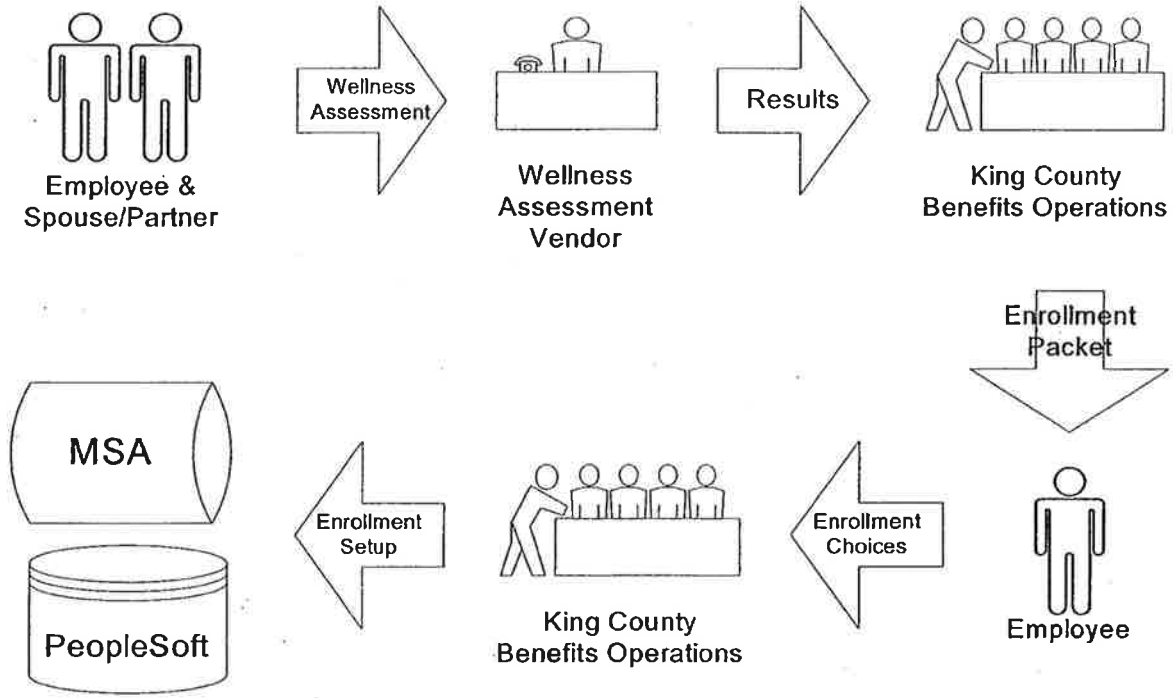 Employee &
Spouse/Partner
Wellness
Assessment
Wellness
Assessment
Vendor
Results
King County
Benefits Operations
Enrollment
Packet
Employee
Enrollment
Choices
King County
Benefits Operations
Enrollment
Setup
MSA
PeopleSoft